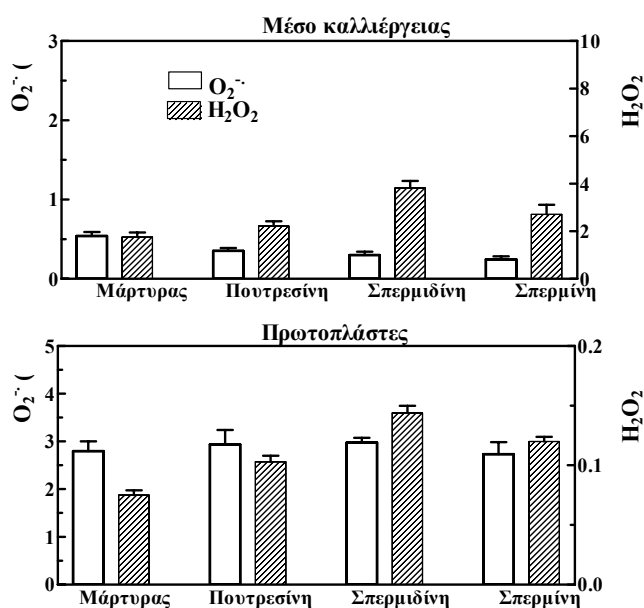 Μέσο καλλιέργειας
3
2
1
0
O₂⁻· (
O₂⁻·
H₂O₂
10
8
6
4
2
0
H₂O₂
Μάρτυρας Πουτρεσίνη Σπερμιδίνη Σπερμίνη
Πρωτοπλάστες
5
4
3
2
1
0
O₂⁻· (
0.2
0.1
0.0
H₂O₂
Μάρτυρας Πουτρεσίνη Σπερμιδίνη Σπερμίνη